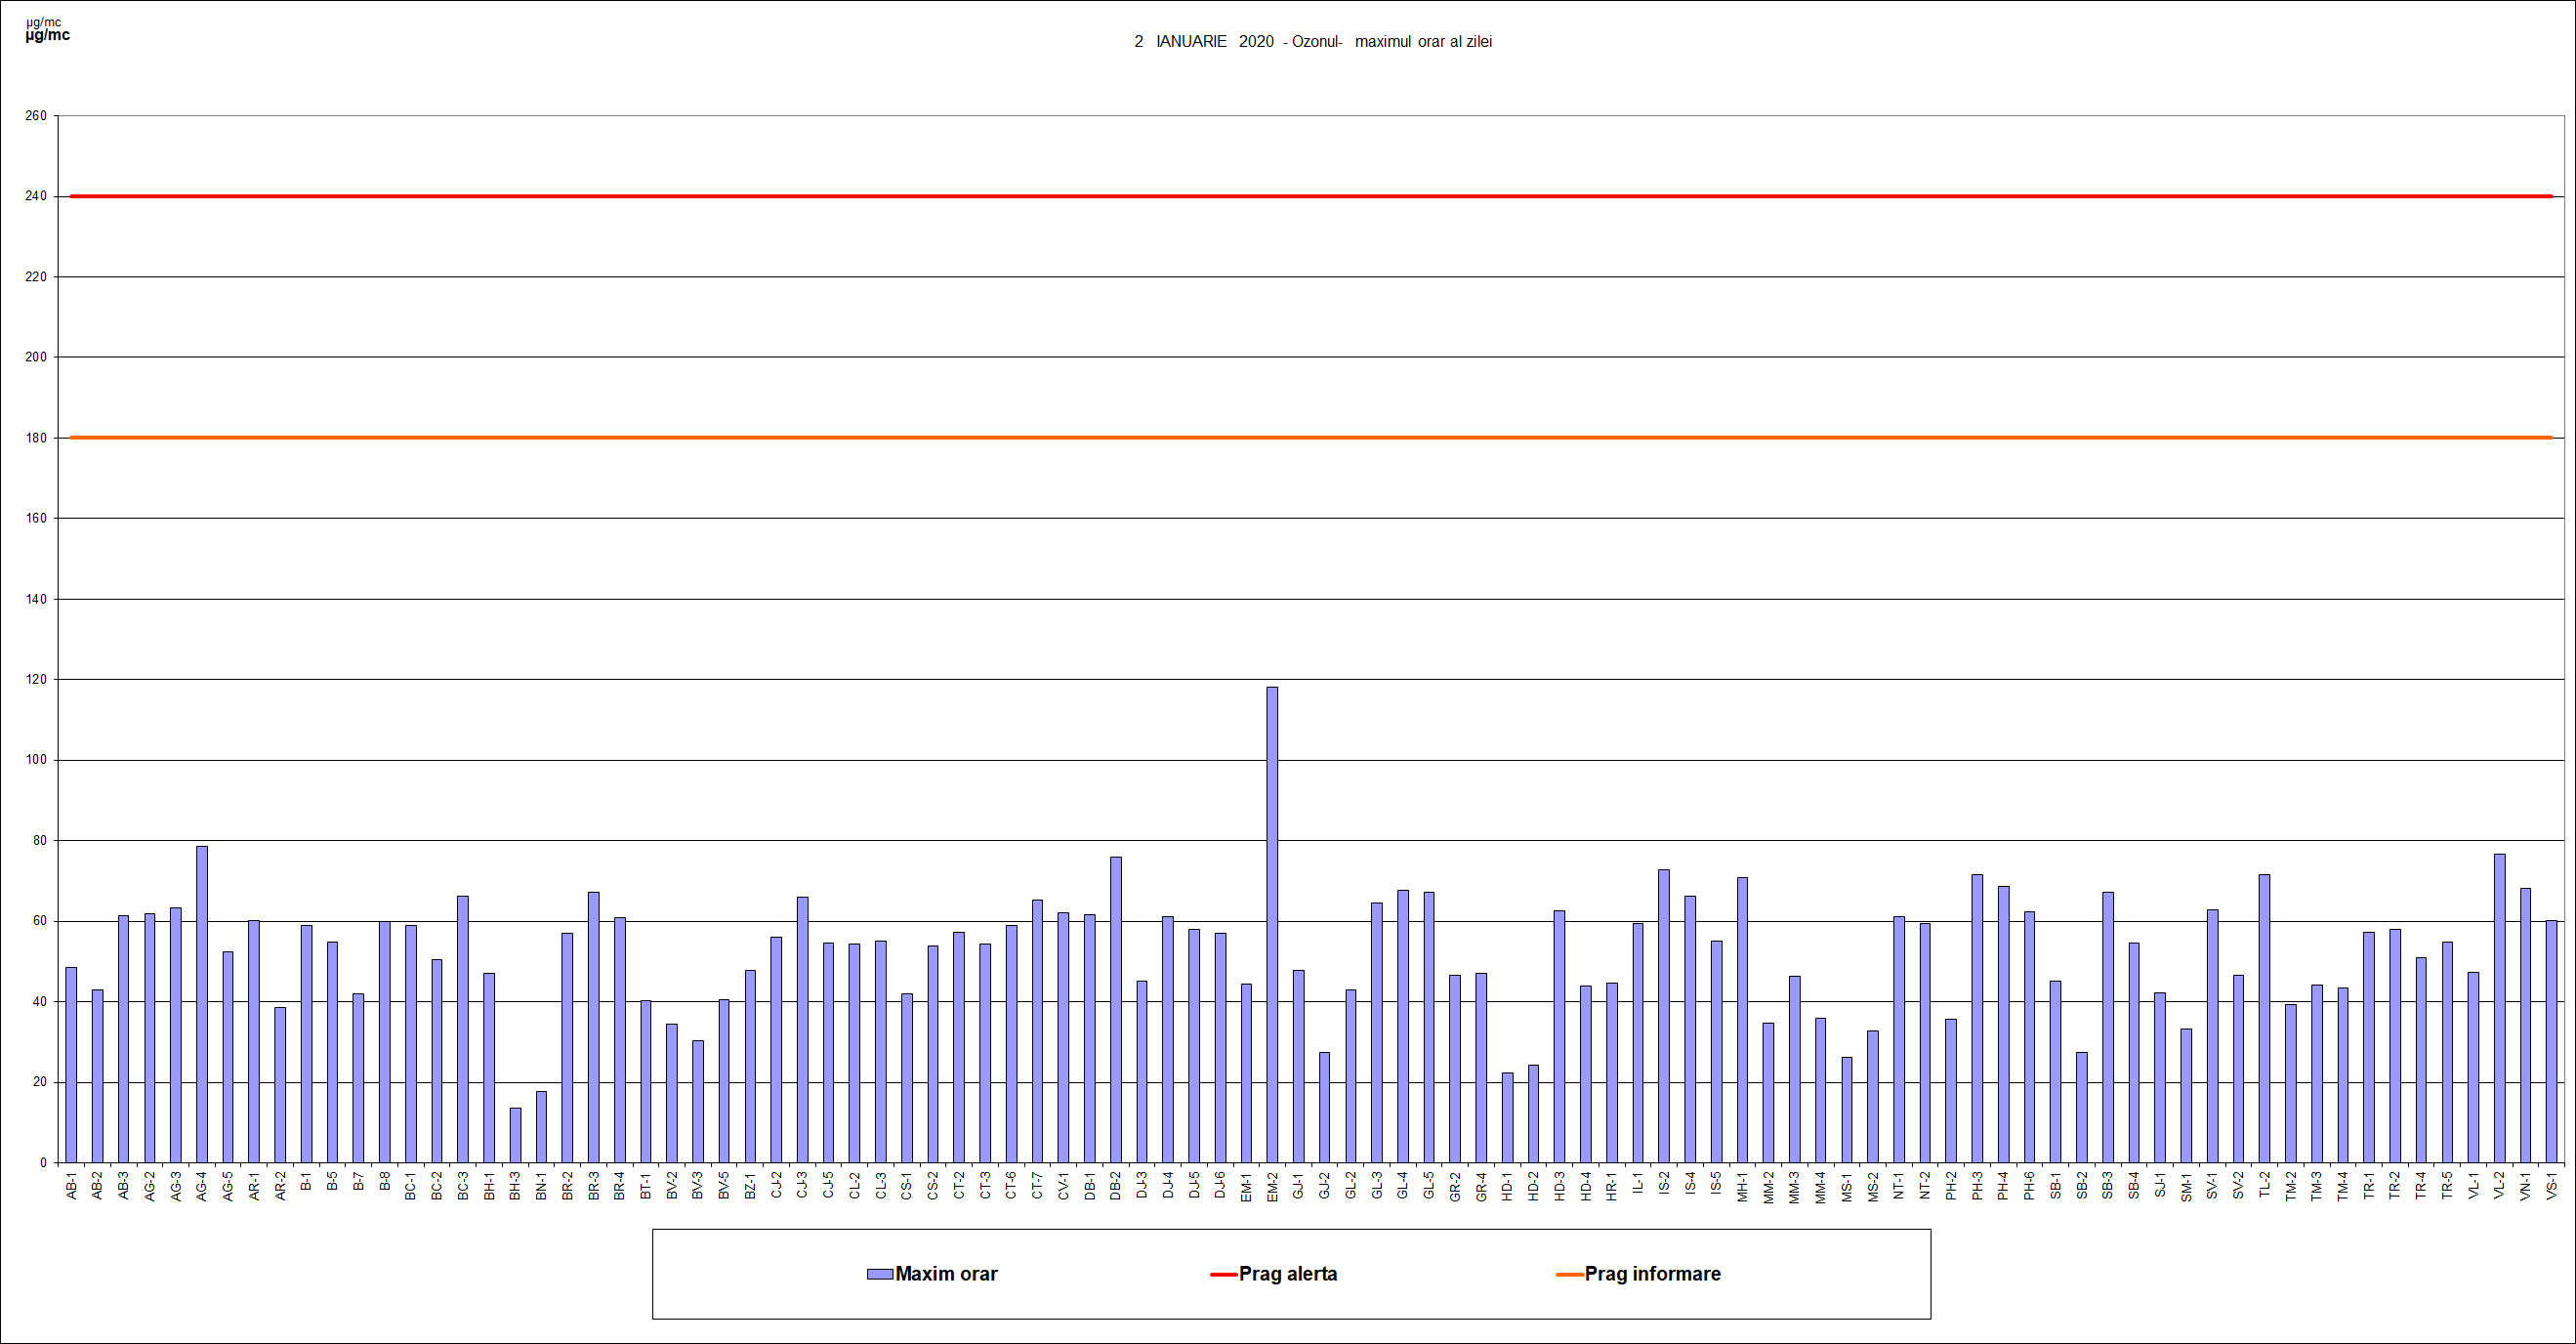 µg/mc
µg/mc
2 IANUARIE 2020 - Ozonul- maximul orar al zilei
260
240
220
200
180
160
140
120
100
80
60
40
20
0
AB-1 AB-2 AB-3 AG-2 AG-3 AG-4 AG-5 AR-1 AR-2 B-1 B-5 B-7 B-8 BC-1 BC-2 BC-3 BH-1 BH-3 BN-1 BR-2 BR-3 BR-4 BT-1 BV-2 BV-3 BV-5 BZ-1 CJ-2 CJ-3 CJ-5 CL-2 CL-3 CS-1 CS-2 CT-2 CT-3 CT-6 CT-7 CV-1 DB-1 DB-2 DJ-3 DJ-4 DJ-5 DJ-6 EM-1 EM-2 GJ-1 GJ-2 GL-2 GL-3 GL-4 GL-5 GR-2 GR-4 HD-1 HD-2 HD-3 HD-4 HR-1 IL-1 IS-2 IS-4 IS-5 MH-1 MM-2 MM-3 MM-4 MS-1 MS-2 NT-1 NT-2 PH-2 PH-3 PH-4 PH-6 SB-1 SB-2 SB-3 SB-4 SJ-1 SM-1 SV-1 SV-2 TL-2 TM-2 TM-3 TM-4 TR-1 TR-2 TR-4 TR-5 VL-1 VL-2 VN-1 VS-1
Maxim orar Prag alerta Prag informare